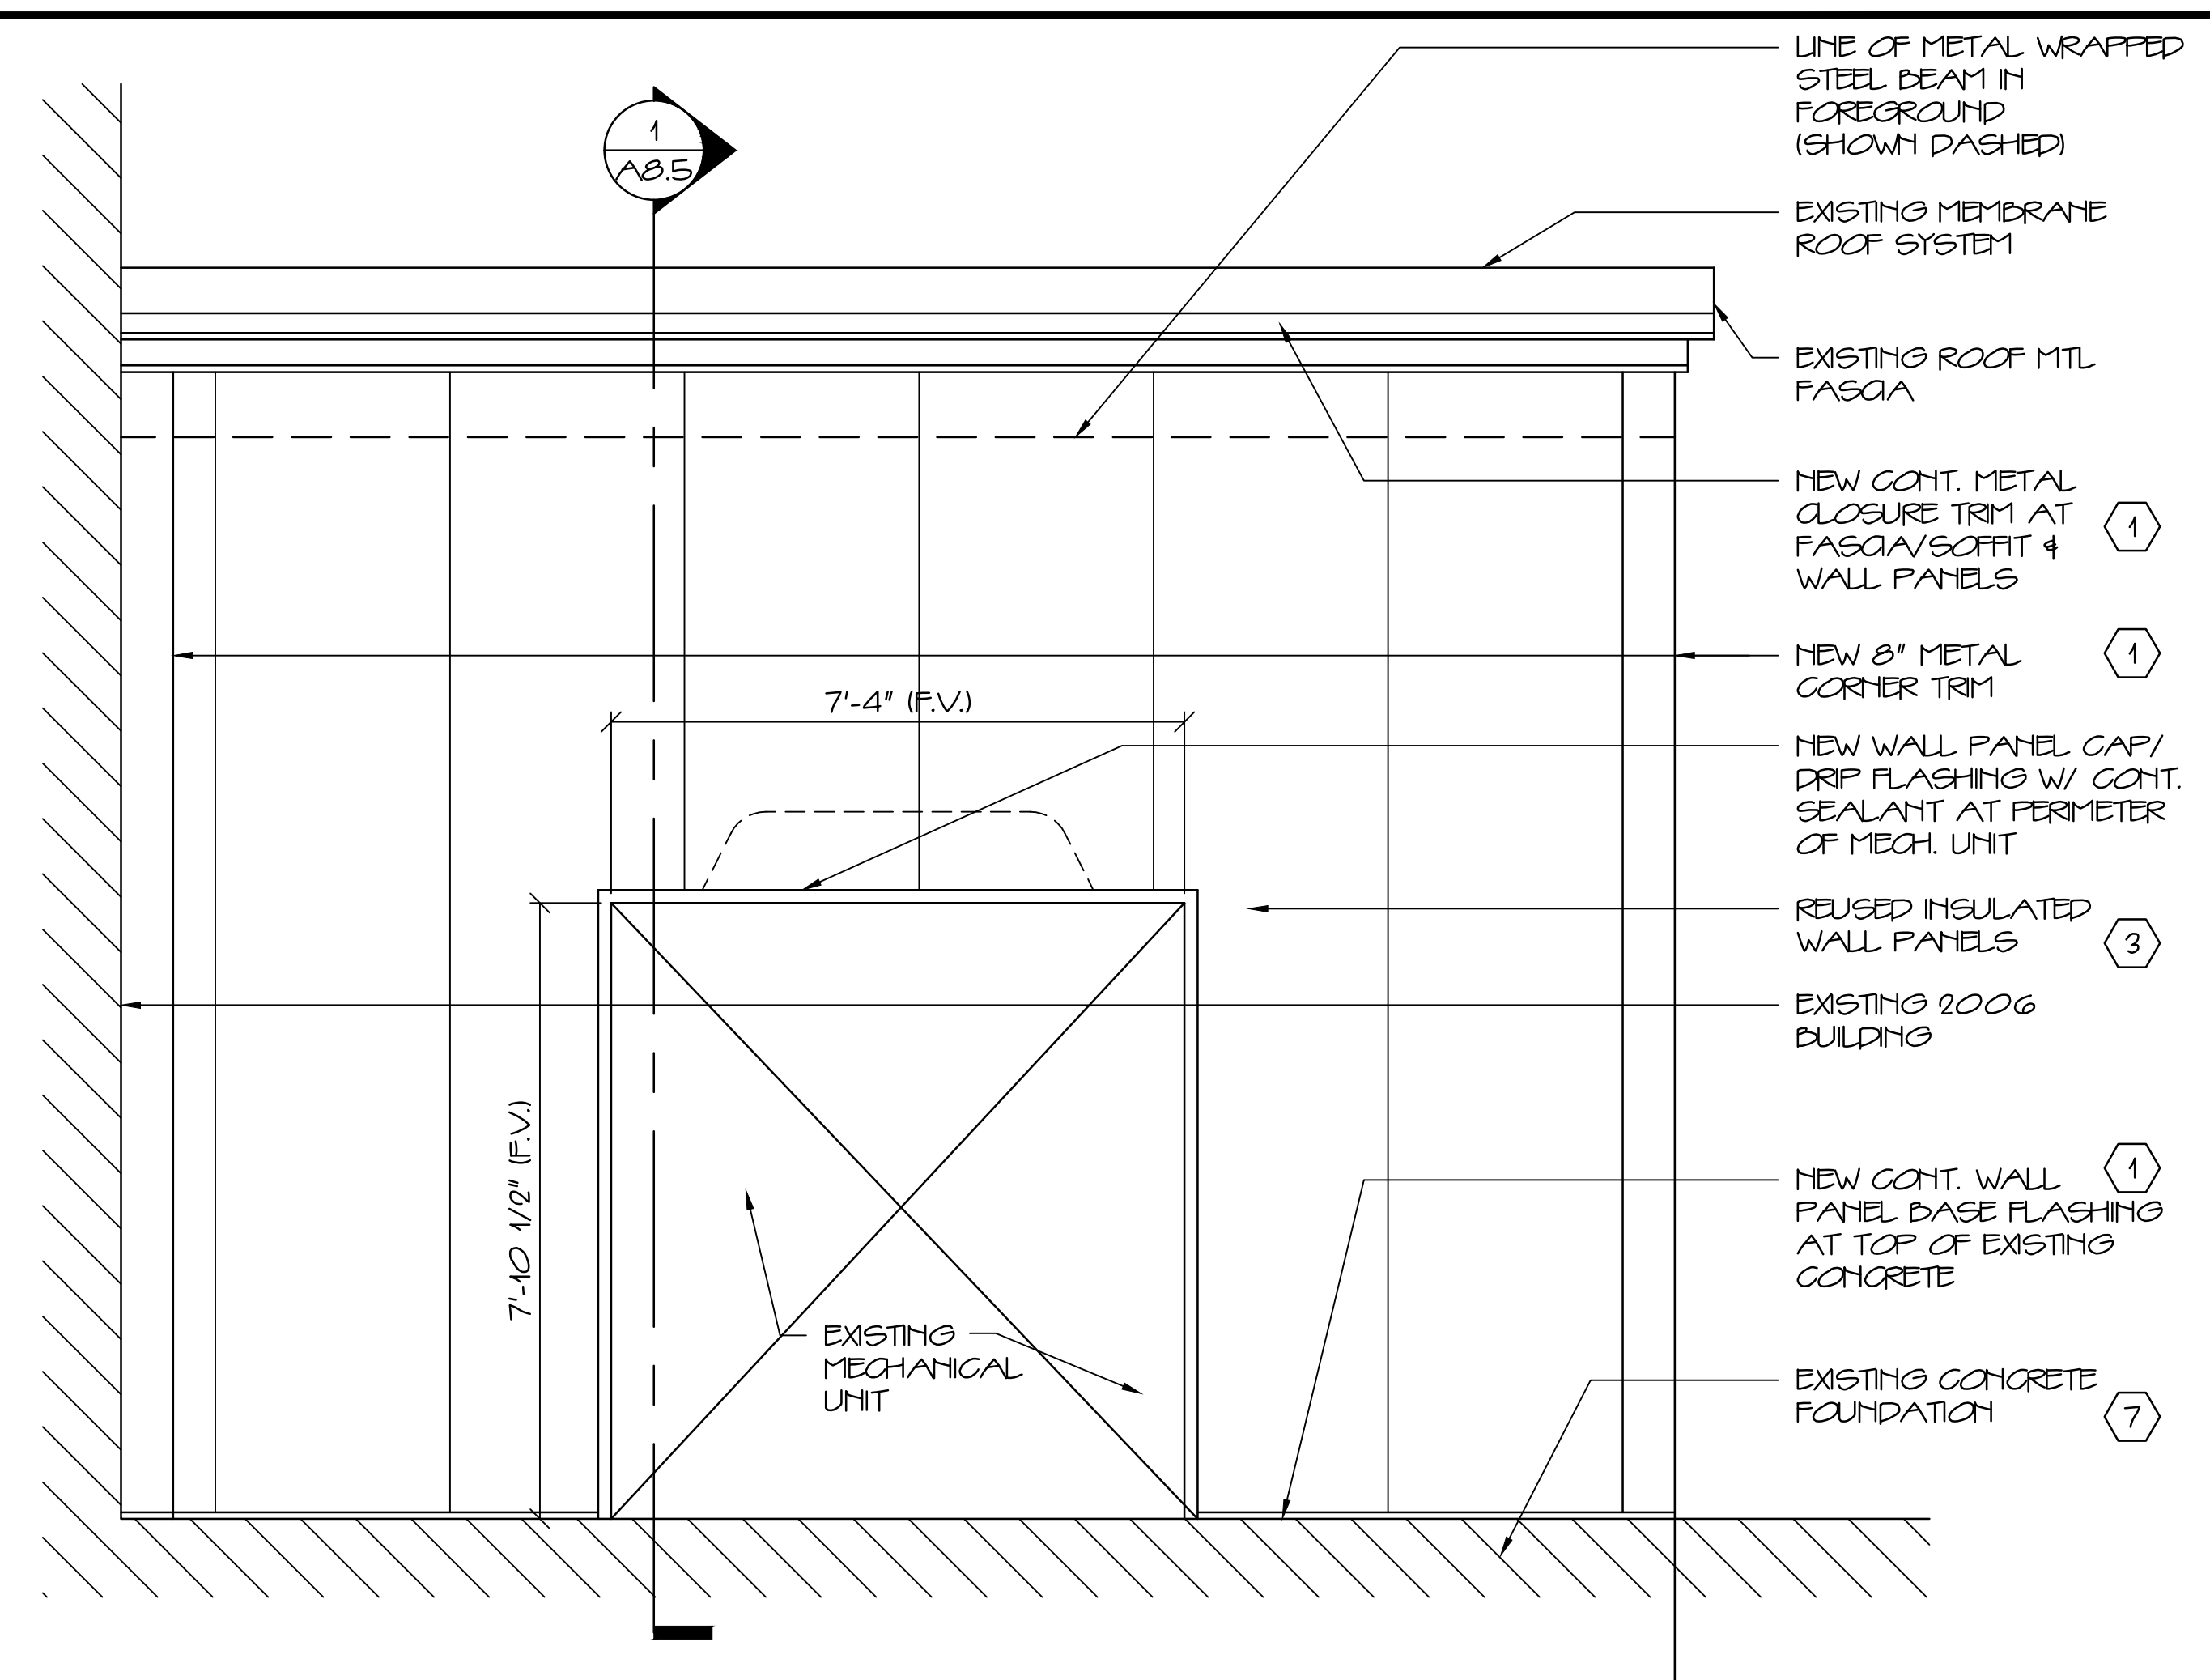 LINE OF METAL WRAPPED
STEEL BEAM IN
FOREGROUND
(SHOWN DASHED)
1
A8.5
EXISTING MEMBRANE
ROOF SYSTEM
EXISTING ROOF MTL
FASCIA
NEW CONT. METAL
CLOSURE TRIM AT
FASCIA/SOFFIT &
WALL PANELS
1
NEW 8" METAL
CORNER TRIM
1
7'-4" (F.V.)
NEW WALL PANEL CAP/
DRIP FLASHING W/ CONT.
SEALANT AT PERIMETER
OF MECH. UNIT
REUSED INSULATED
WALL PANELS
3
EXISTING 2006
BUILDING
7'-10 1/2" (F.V.)
1
NEW CONT. WALL
PANEL BASE FLASHING
AT TOP OF EXISTING
CONCRETE
EXISTING
MECHANICAL
UNIT
EXISTING CONCRETE
FOUNDATION
7